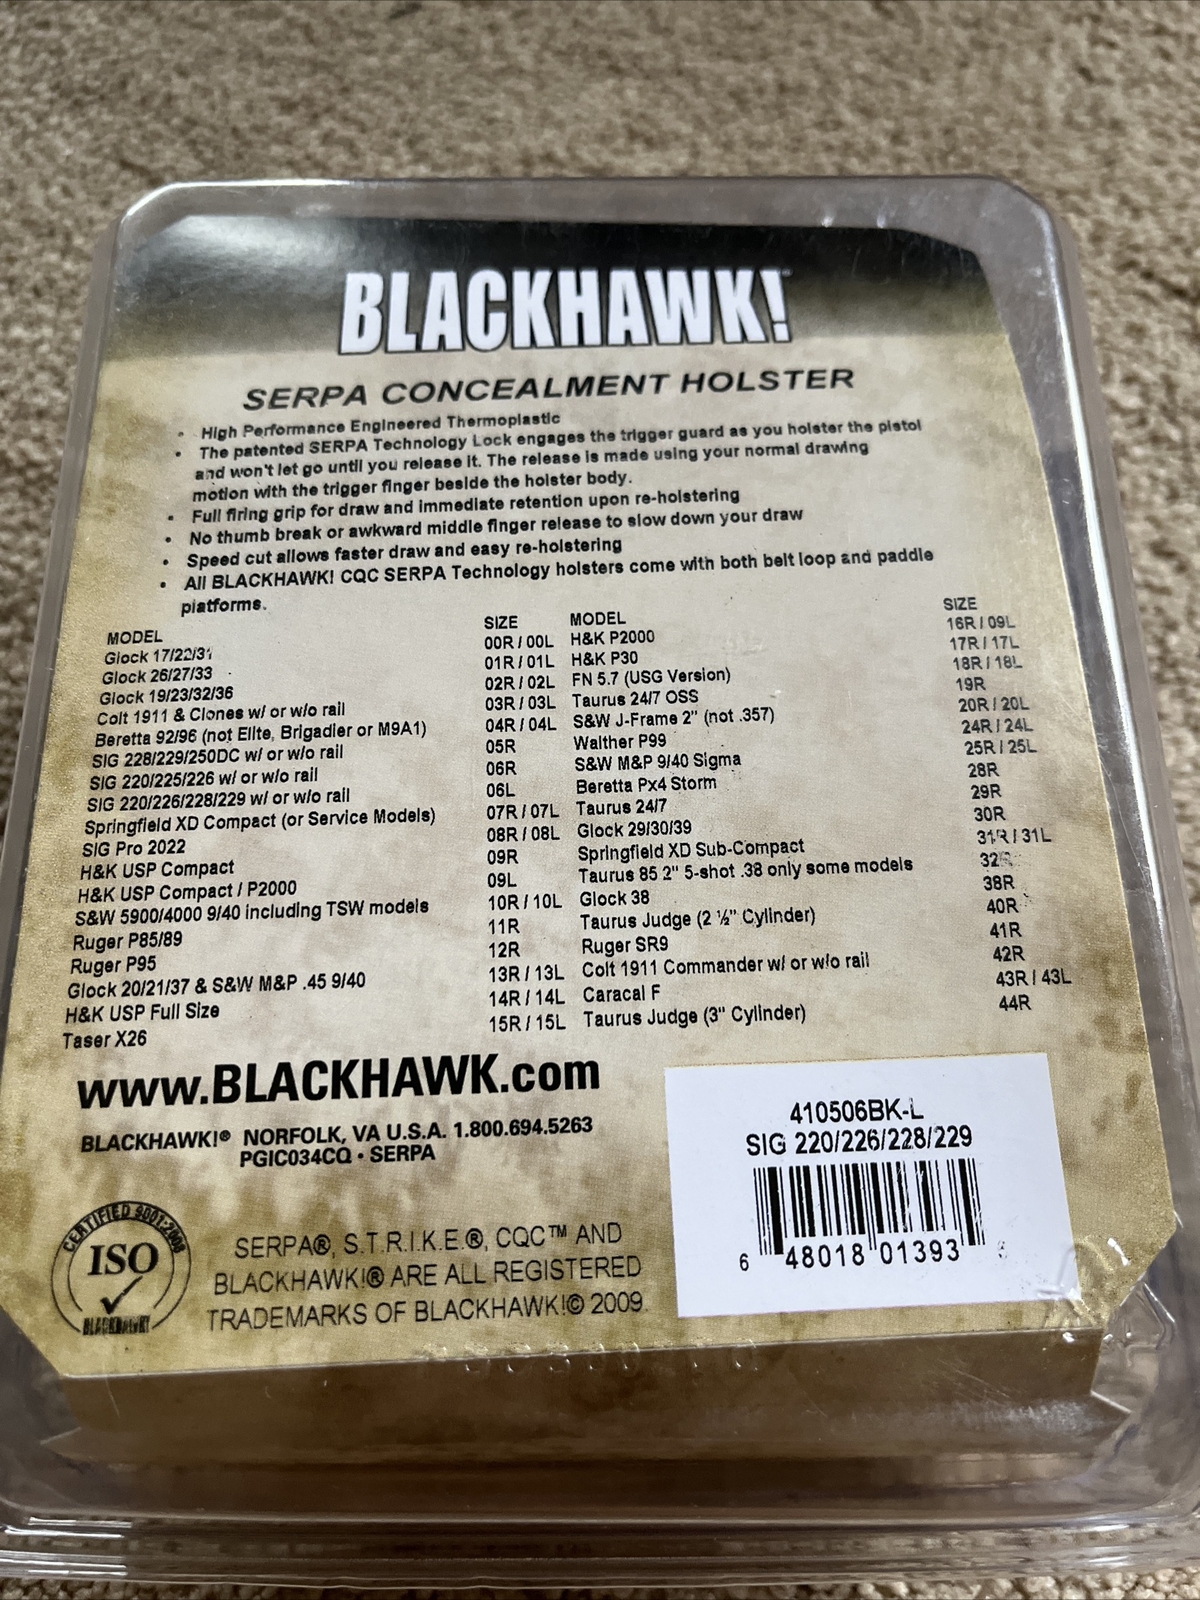 BLACKHAWK!
SERPA CONCEALMENT HOLSTER
• High Performance Engineered Thermoplastic
• The patented SERPA Technology Lock engages the trigger guard as you holster the pistol
and won't let go until you release it. The release is made using your normal drawing
motion with the trigger finger beside the holster body.
• Full firing grip for draw and immediate retention upon re-holstering
• No thumb break or awkward middle finger release to slow down your draw
• Speed cut allows faster draw and easy re-holstering
• All BLACKHAWK! CQC SERPA Technology holsters come with both belt loop and paddle
platforms.
MODEL SIZE
Glock 17/22/31 00R / 00L
Glock 26/27/33 01R / 01L
Glock 19/23/32/36 02R / 02L
Colt 1911 & Clones w/ or w/o rail 03R / 03L
Beretta 92/96 (not Elite, Brigadier or M9A1) 04R / 04L
SIG 228/229/250DC w/ or w/o rail 05R
SIG 220/225/226 w/ or w/o rail 06R
SIG 220/226/228/229 w/ or w/o rail 06L
Springfield XD Compact (or Service Models) 07R / 07L
SIG Pro 2022 08R / 08L
H&K USP Compact 09R
H&K USP Compact / P2000 09L
S&W 5900/4000 9/40 including TSW models 10R / 10L
Ruger P85/89 11R
Ruger P95 12R
Glock 20/21/37 & S&W M&P .45 9/40 13R / 13L
H&K USP Full Size 14R / 14L
Taser X26 15R / 15L
MODEL SIZE
H&K P2000 16R / 09L
H&K P30 17R / 17L
FN 5.7 (USG Version) 18R / 18L
Taurus 24/7 OSS 19R
S&W J-Frame 2" (not .357) 20R / 20L
Walther P99 24R / 24L
S&W M&P 9/40 Sigma 25R / 25L
Beretta Px4 Storm 28R
Taurus 24/7 29R
Glock 29/30/39 30R
Springfield XD Sub-Compact 31R / 31L
Taurus 85 2" 5-shot .38 only some models 32R
Glock 38 38R
Taurus Judge (2 ½" Cylinder) 40R
Ruger SR9 41R
Colt 1911 Commander w/ or w/o rail 42R
Caracal F 43R / 43L
Taurus Judge (3" Cylinder) 44R
www.BLACKHAWK.com
BLACKHAWK!® NORFOLK, VA U.S.A. 1.800.694.5263
PGIC034CQ • SERPA
410506BK-L
SIG 220/226/228/229
6 48018 01393
CERTIFIED 9001:2008
ISO
BLACKHAWK!
SERPA®, S.T.R.I.K.E.®, CQC™ AND
BLACKHAWK!® ARE ALL REGISTERED
TRADEMARKS OF BLACKHAWK!© 2009.